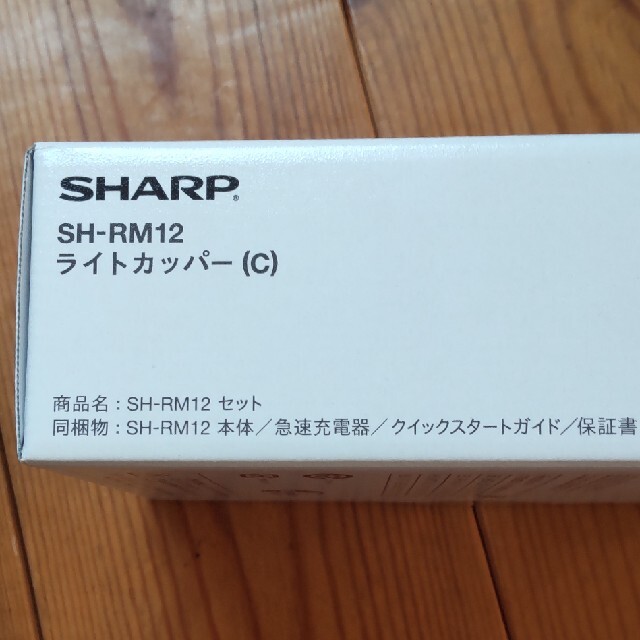 SHARP
SH-RM12
ライトカッパー (C)
商品名 : SH-RM12 セット
同梱物 : SH-RM12 本体／急速充電器／クイックスタートガイド／保証書